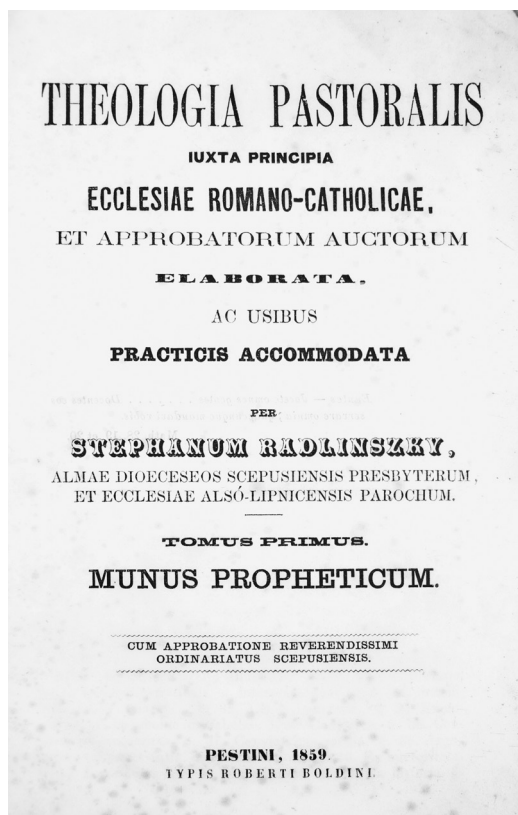 THEOLOGIA PASTORALIS
IUXTA PRINCIPIA
ECCLESIAE ROMANO-CATHOLICAE,
ET APPROBATORUM AUCTORUM
ELABORATA,
AC USIBUS
PRACTICIS ACCOMMODATA
PER
STEPHANUM RADLINSZKY,
ALMAE DIOECESEOS SCEPUSIENSIS PRESBYTERUM,
ET ECCLESIAE ALSÓ-LIPNICENSIS PAROCHUM.
TOMUS PRIMUS.
MUNUS PROPHETICUM.
CUM APPROBATIONE REVERENDISSIMI
ORDINARIATUS SCEPUSIENSIS.
PESTINI, 1859.
TYPIS ROBERTI BOLDINI.